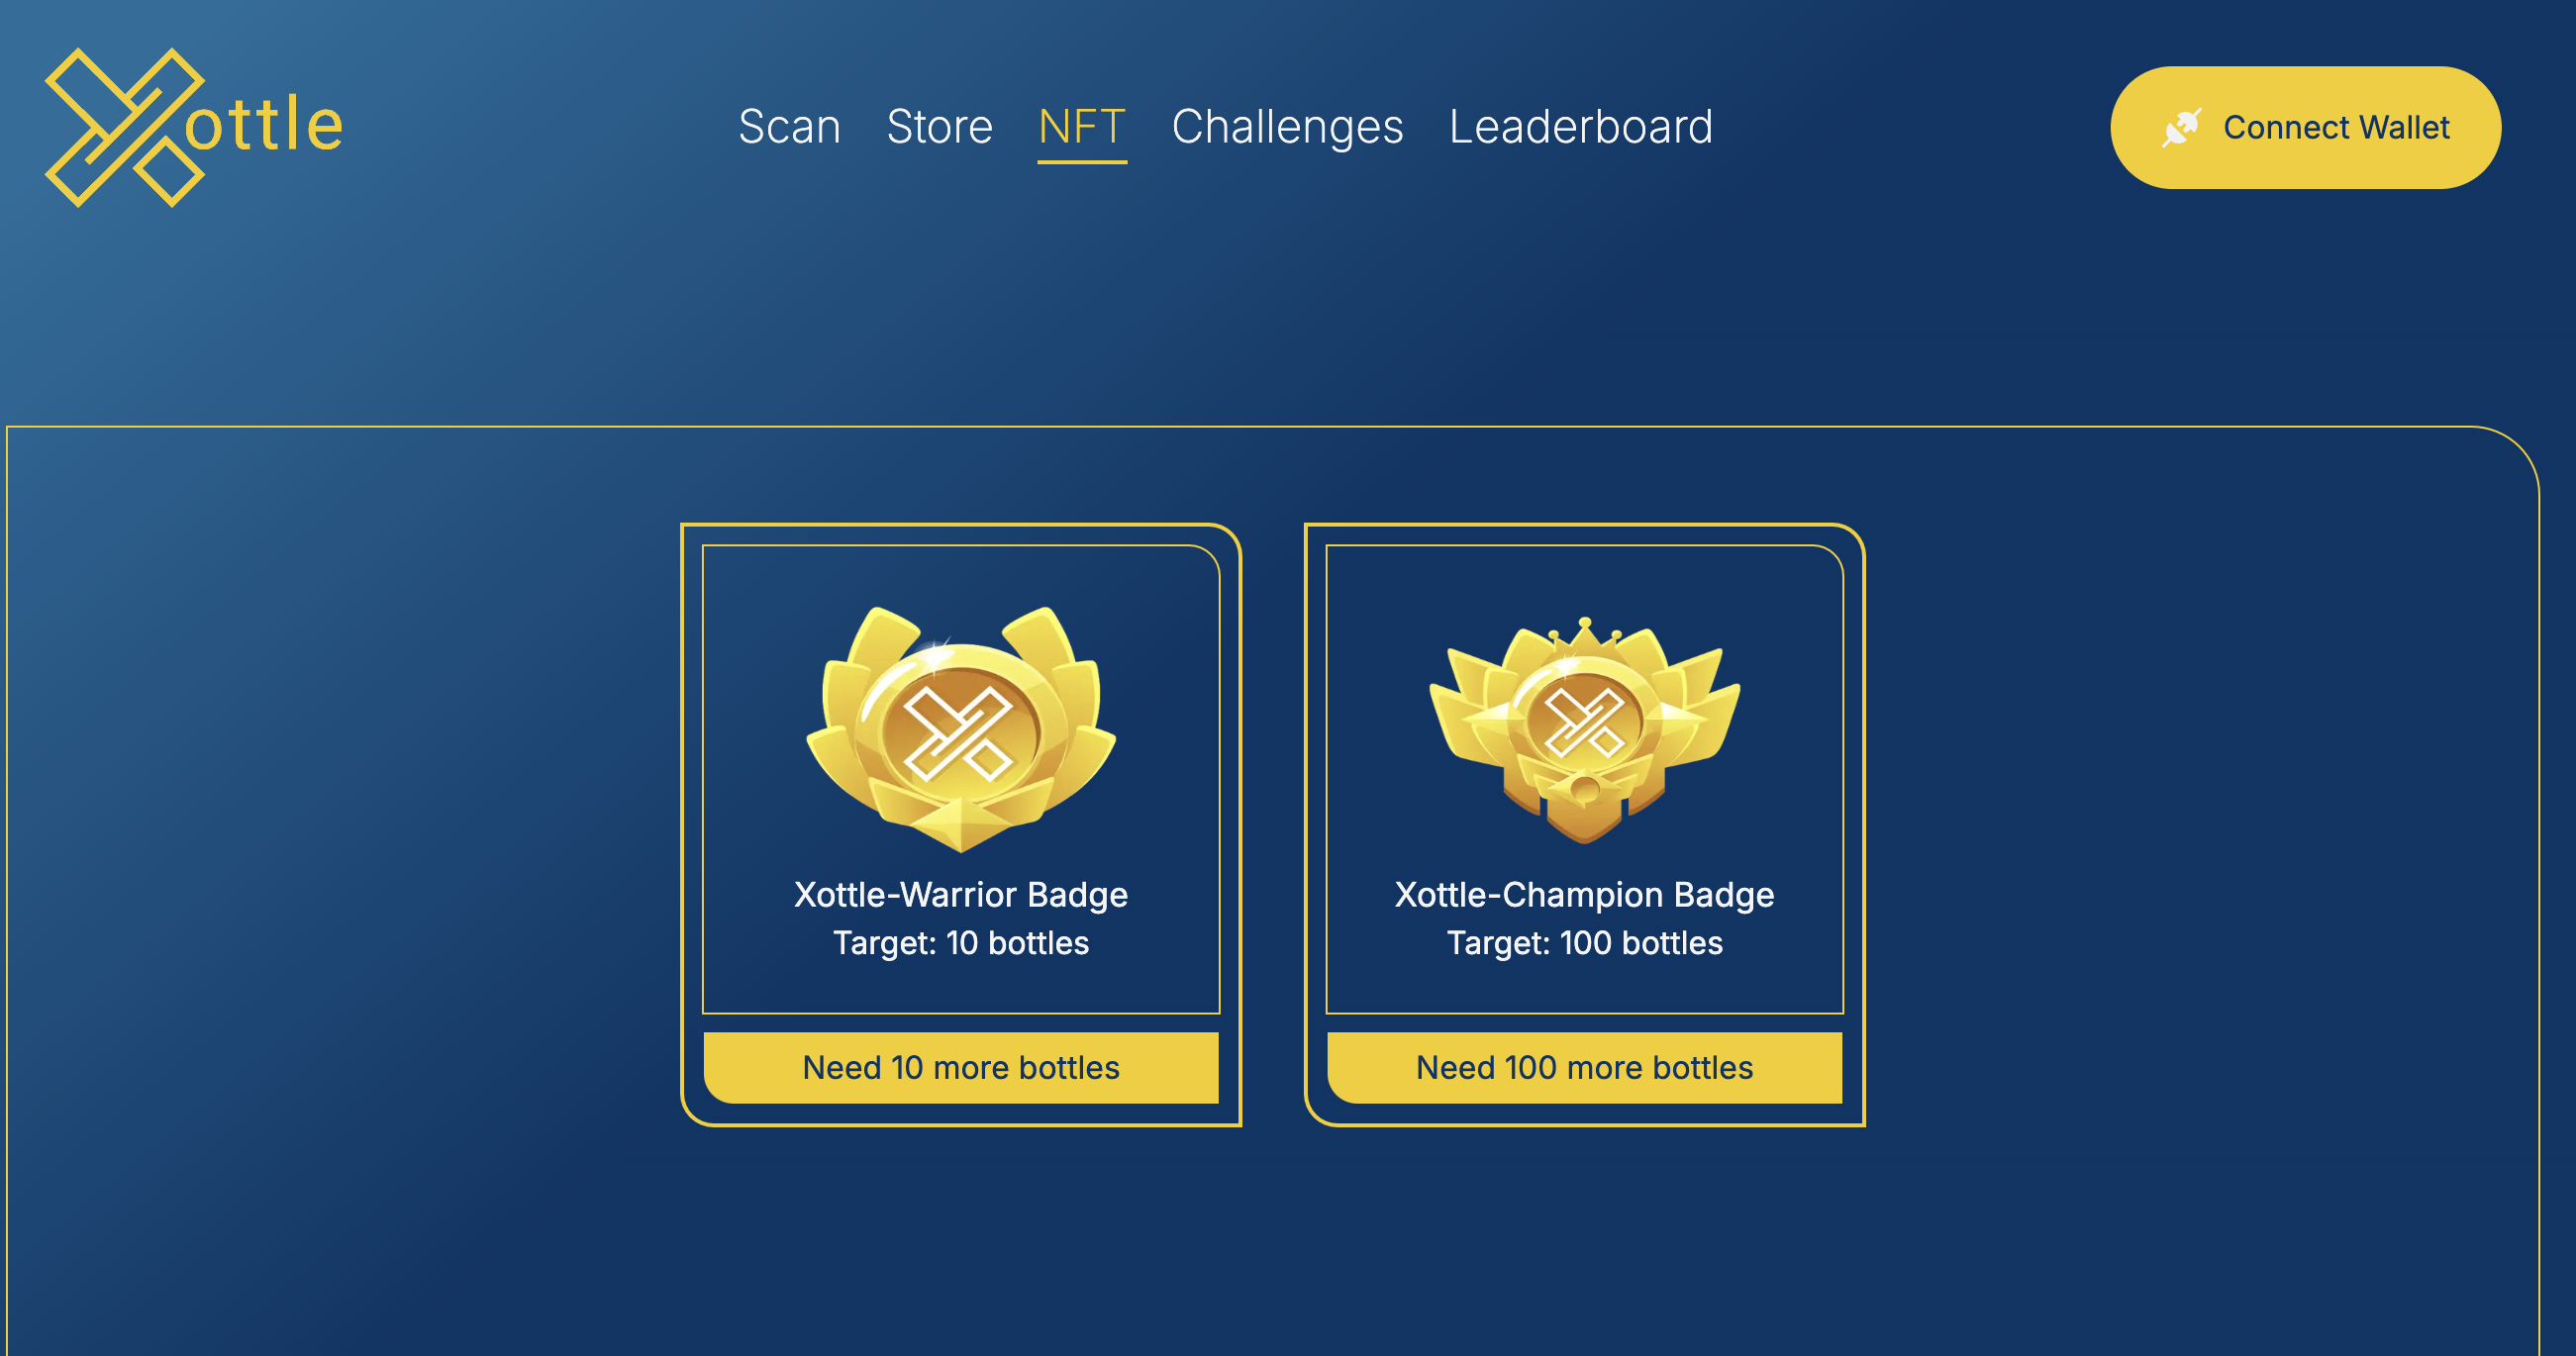 Xottle
Scan Store NFT Challenges Leaderboard
Connect Wallet
Xottle-Warrior Badge
Target: 10 bottles
Need 10 more bottles
Xottle-Champion Badge
Target: 100 bottles
Need 100 more bottles